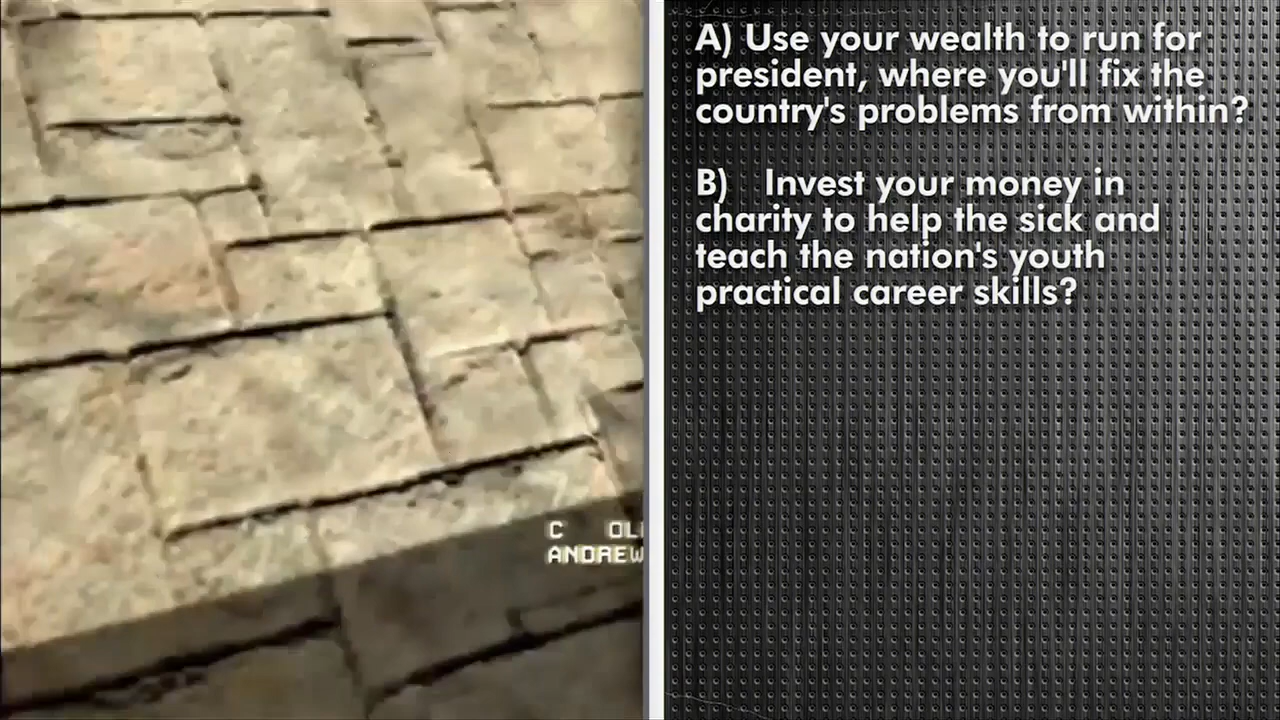 A) Use your wealth to run for
president, where you'll fix the
country's problems from within?
B) Invest your money in
charity to help the sick and
teach the nation's youth
practical career skills?
C
ANDREW